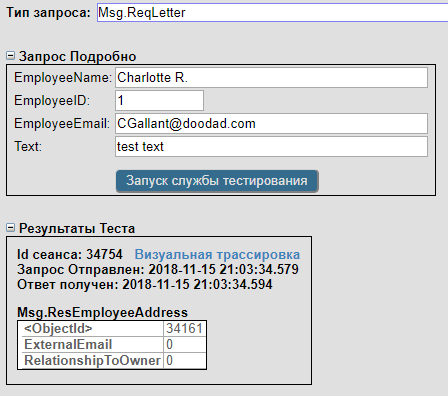 Тип запроса: Msg.ReqLetter
Запрос Подробно
EmployeeName: Charlotte R.
EmployeeID: 1
EmployeeEmail: CGallant@doodad.com
Text: test text
Запуск службы тестирования
Результаты Теста
Id сеанса: 34754 Визуальная трассировка
Запрос Отправлен: 2018-11-15 21:03:34.579
Ответ получен: 2018-11-15 21:03:34.594
Msg.ResEmployeeAddress
<ObjectId> 34161
ExternalEmail 0
RelationshipToOwner 0